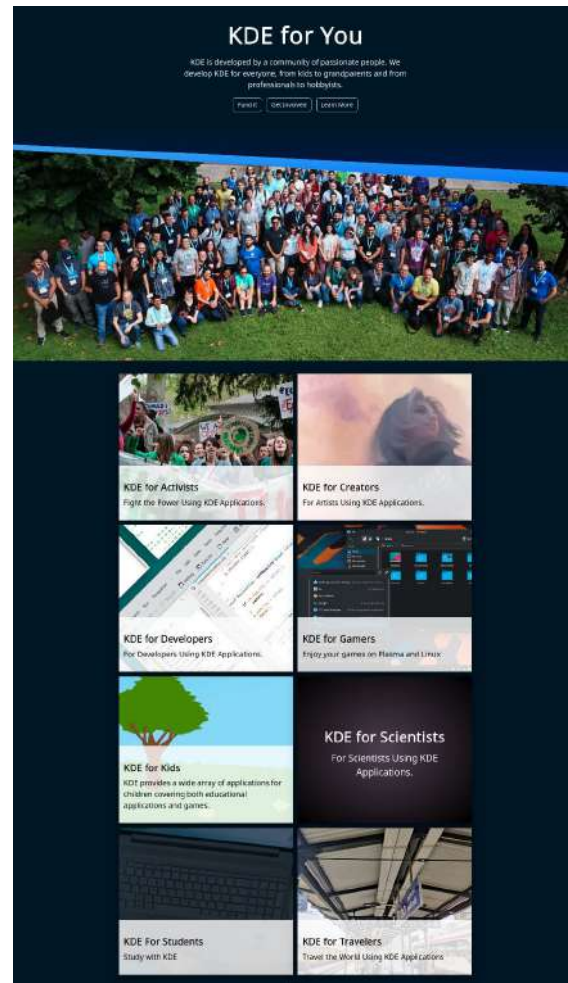 KDE for You
KDE is developed by a community of passionate people. We
develop KDE for everyone, from kids to grandparents and from
professionals to hobbyists.
Fund it
Get Involved
Learn More
KDE for Activists
Fight the Power Using KDE Applications.
KDE for Creators
For Artists Using KDE Applications.
KDE for Developers
For Developers Using KDE Applications.
KDE for Gamers
Enjoy your games on Plasma and Linux
KDE for Kids
KDE provides a wide array of applications for
children covering both educational
applications and games.
KDE for Scientists
For Scientists Using KDE
Applications.
KDE For Students
Study with KDE
KDE for Travelers
Travel the World Using KDE Applications